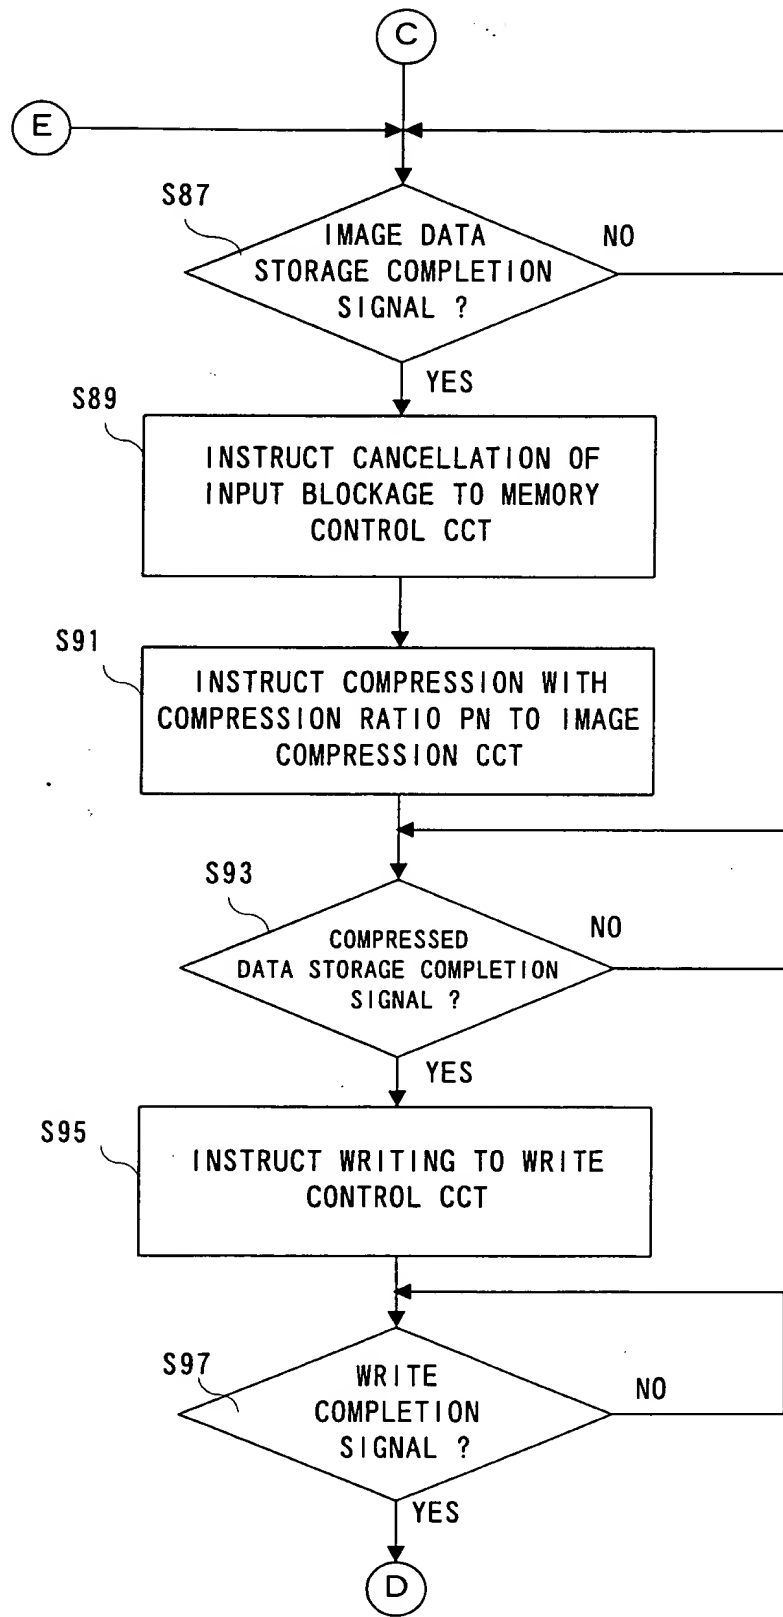 C
E
S87
IMAGE DATA
STORAGE COMPLETION
SIGNAL ?
NO
YES
S89
INSTRUCT CANCELLATION OF
INPUT BLOCKAGE TO MEMORY
CONTROL CCT
S91
INSTRUCT COMPRESSION WITH
COMPRESSION RATIO PN TO IMAGE
COMPRESSION CCT
S93
COMPRESSED
DATA STORAGE COMPLETION
SIGNAL ?
NO
YES
S95
INSTRUCT WRITING TO WRITE
CONTROL CCT
S97
WRITE
COMPLETION
SIGNAL ?
NO
YES
D